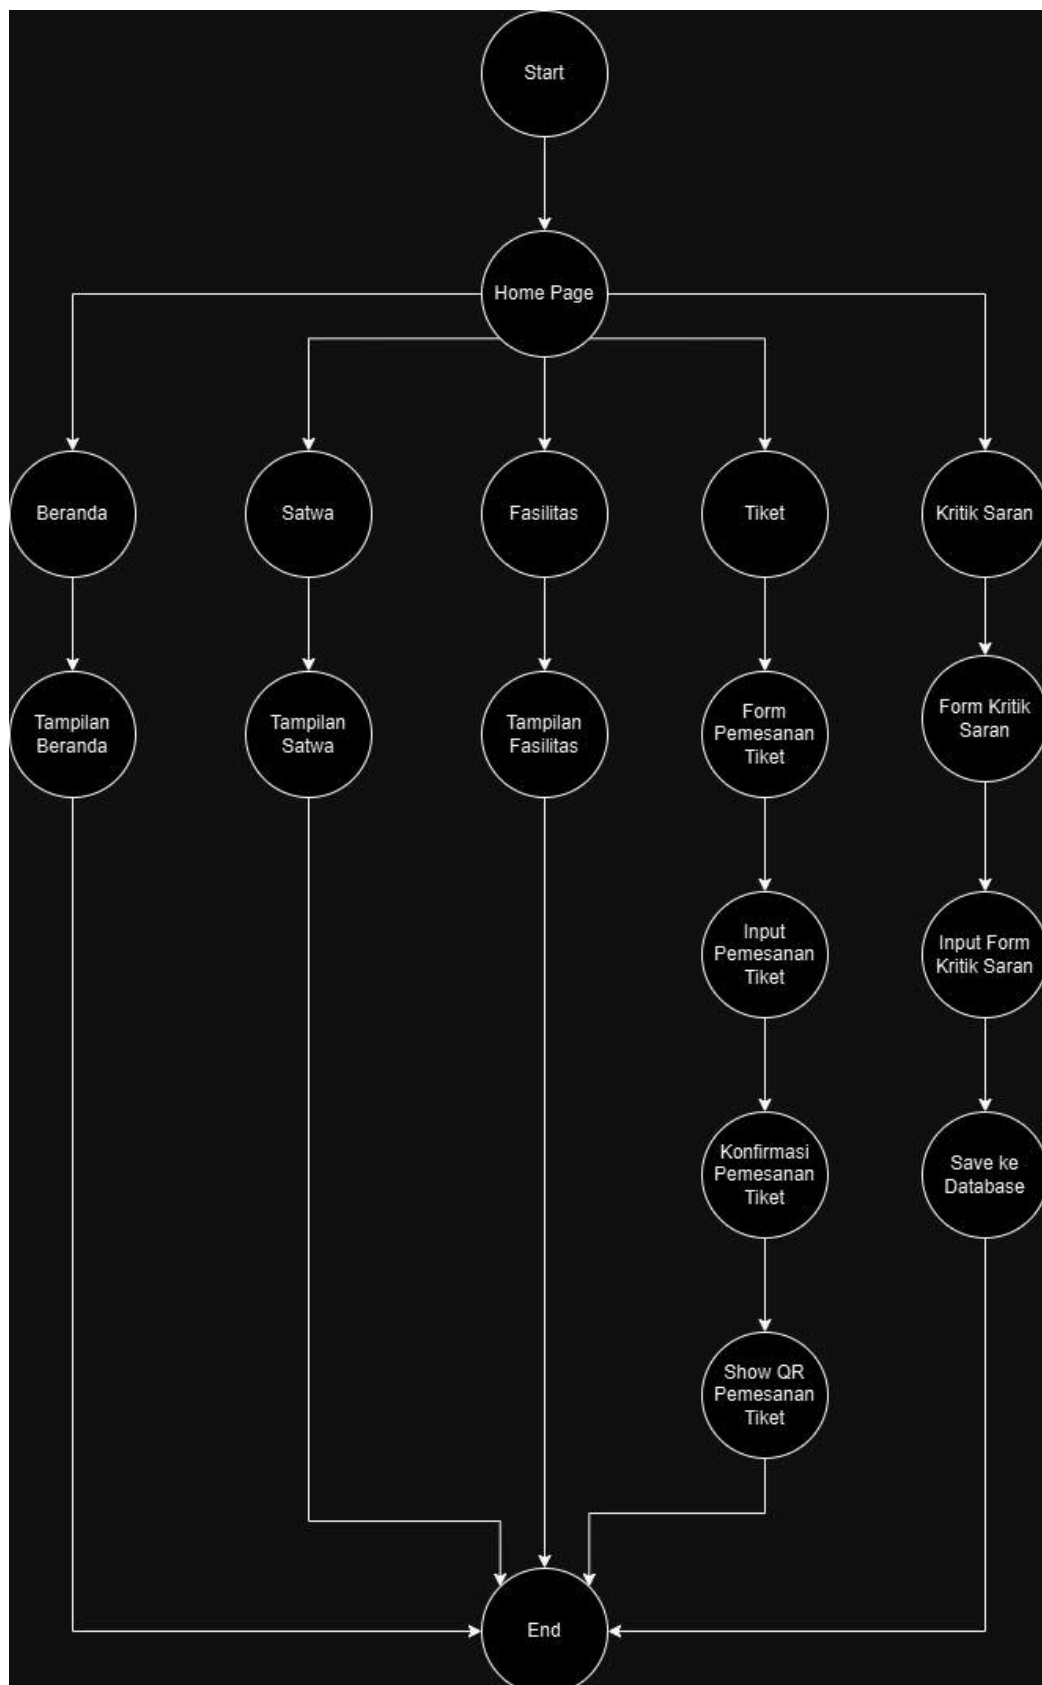 Start
Home Page
Beranda
Satwa
Fasilitas
Tiket
Kritik Saran
Tampilan
Beranda
Tampilan
Satwa
Tampilan
Fasilitas
Form
Pemesanan
Tiket
Form Kritik
Saran
Input
Pemesanan
Tiket
Input Form
Kritik Saran
Konfirmasi
Pemesanan
Tiket
Save ke
Database
Show QR
Pemesanan
Tiket
End